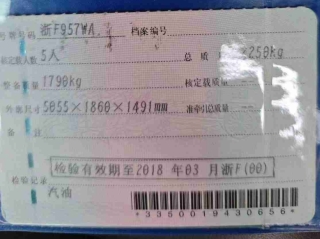 号牌号码 浙F957WA 档案编号
核定载人数 5人 总质量 2250kg
整备质量 1790kg 核定载质量
外廓尺寸 5055×1860×1491mm 准牵引总质量
备注
检验有效期至2018年03月浙F(00)
检验记录
汽油
*3350019430656*